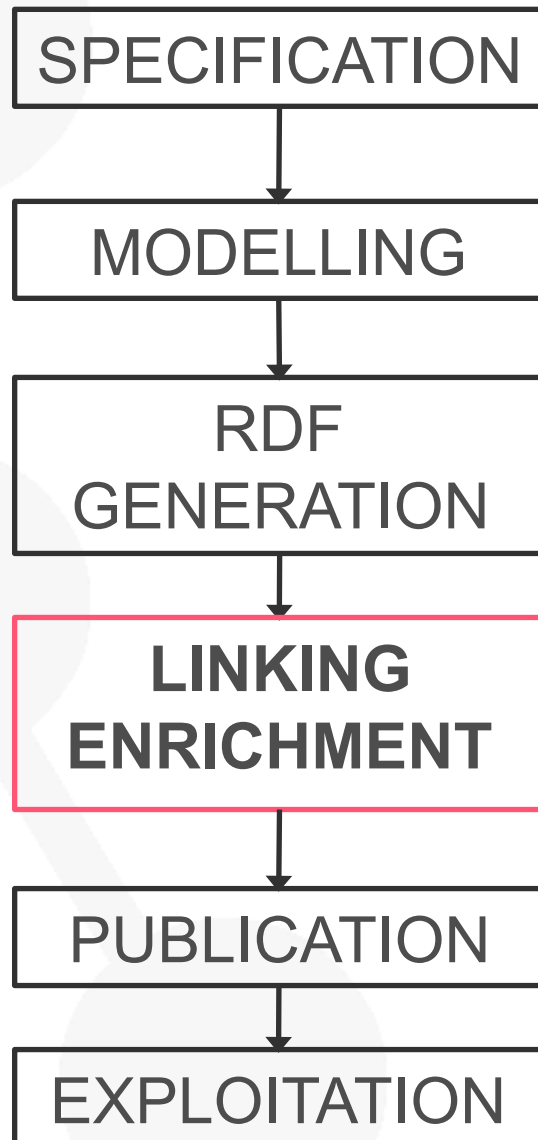 SPECIFICATION
MODELLING
RDF
GENERATION
LINKING
ENRICHMENT
PUBLICATION
EXPLOITATION